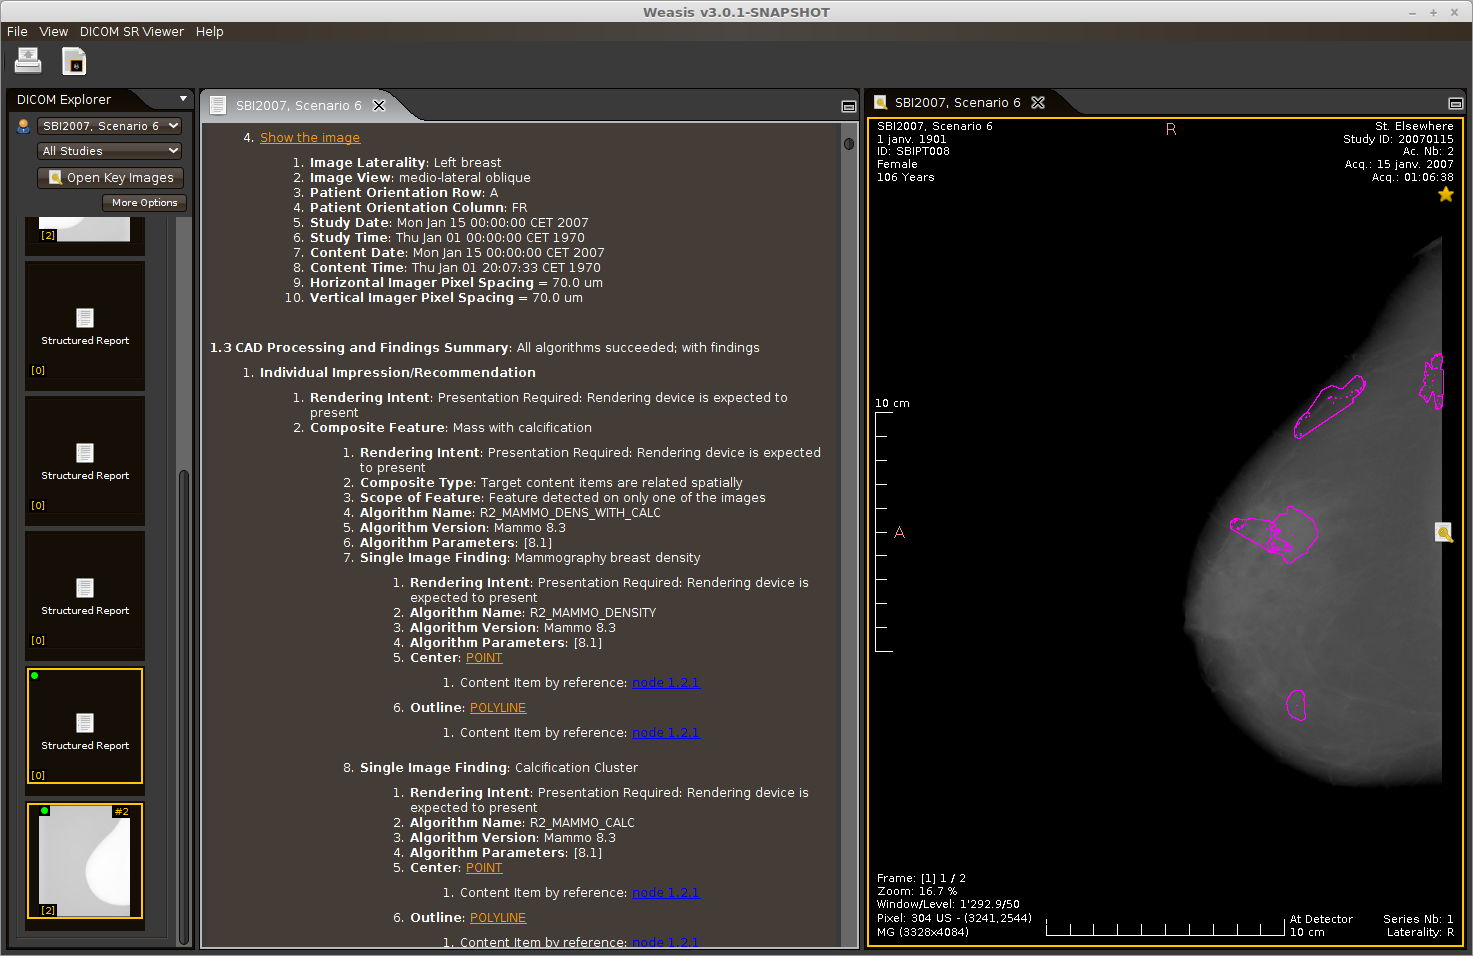 Weasis v3.0.1-SNAPSHOT
File View DICOM SR Viewer Help
DICOM Explorer
SBI2007, Scenario 6
All Studies
Open Key Images
More Options
[2]
Structured Report
[0]
Structured Report
[0]
Structured Report
[0]
Structured Report
[0]
#2
[2]
SBI2007, Scenario 6
4. Show the image
1. Image Laterality: Left breast
2. Image View: medio-lateral oblique
3. Patient Orientation Row: A
4. Patient Orientation Column: FR
5. Study Date: Mon Jan 15 00:00:00 CET 2007
6. Study Time: Thu Jan 01 00:00:00 CET 1970
7. Content Date: Mon Jan 15 00:00:00 CET 2007
8. Content Time: Thu Jan 01 20:07:33 CET 1970
9. Horizontal Imager Pixel Spacing = 70.0 um
10. Vertical Imager Pixel Spacing = 70.0 um
1.3 CAD Processing and Findings Summary: All algorithms succeeded; with findings
1. Individual Impression/Recommendation
1. Rendering Intent: Presentation Required: Rendering device is expected to
present
2. Composite Feature: Mass with calcification
1. Rendering Intent: Presentation Required: Rendering device is expected
to present
2. Composite Type: Target content items are related spatially
3. Scope of Feature: Feature detected on only one of the images
4. Algorithm Name: R2_MAMMO_DENS_WITH_CALC
5. Algorithm Version: Mammo 8.3
6. Algorithm Parameters: [8.1]
7. Single Image Finding: Mammography breast density
1. Rendering Intent: Presentation Required: Rendering device is
expected to present
2. Algorithm Name: R2_MAMMO_DENSITY
3. Algorithm Version: Mammo 8.3
4. Algorithm Parameters: [8.1]
5. Center: POINT
1. Content Item by reference: node 1.2.1
6. Outline: POLYLINE
1. Content Item by reference: node 1.2.1
8. Single Image Finding: Calcification Cluster
1. Rendering Intent: Presentation Required: Rendering device is
expected to present
2. Algorithm Name: R2_MAMMO_CALC
3. Algorithm Version: Mammo 8.3
4. Algorithm Parameters: [8.1]
5. Center: POINT
1. Content Item by reference: node 1.2.1
6. Outline: POLYLINE
1. Content Item by reference: node 1.2.1
SBI2007, Scenario 6
SBI2007, Scenario 6
1 janv. 1901
ID: SBIPT008
Female
106 Years
R
St. Elsewhere
Study ID: 20070115
Ac. Nb: 2
Acq.: 15 janv. 2007
Acq.: 01:06:38
10 cm
A
Frame: [1] 1 / 2
Zoom: 16.7 %
Window/Level: 1'292.9/50
Pixel: 304 US - (3241,2544)
MG (3328x4084)
At Detector
10 cm
Series Nb: 1
Laterality: R